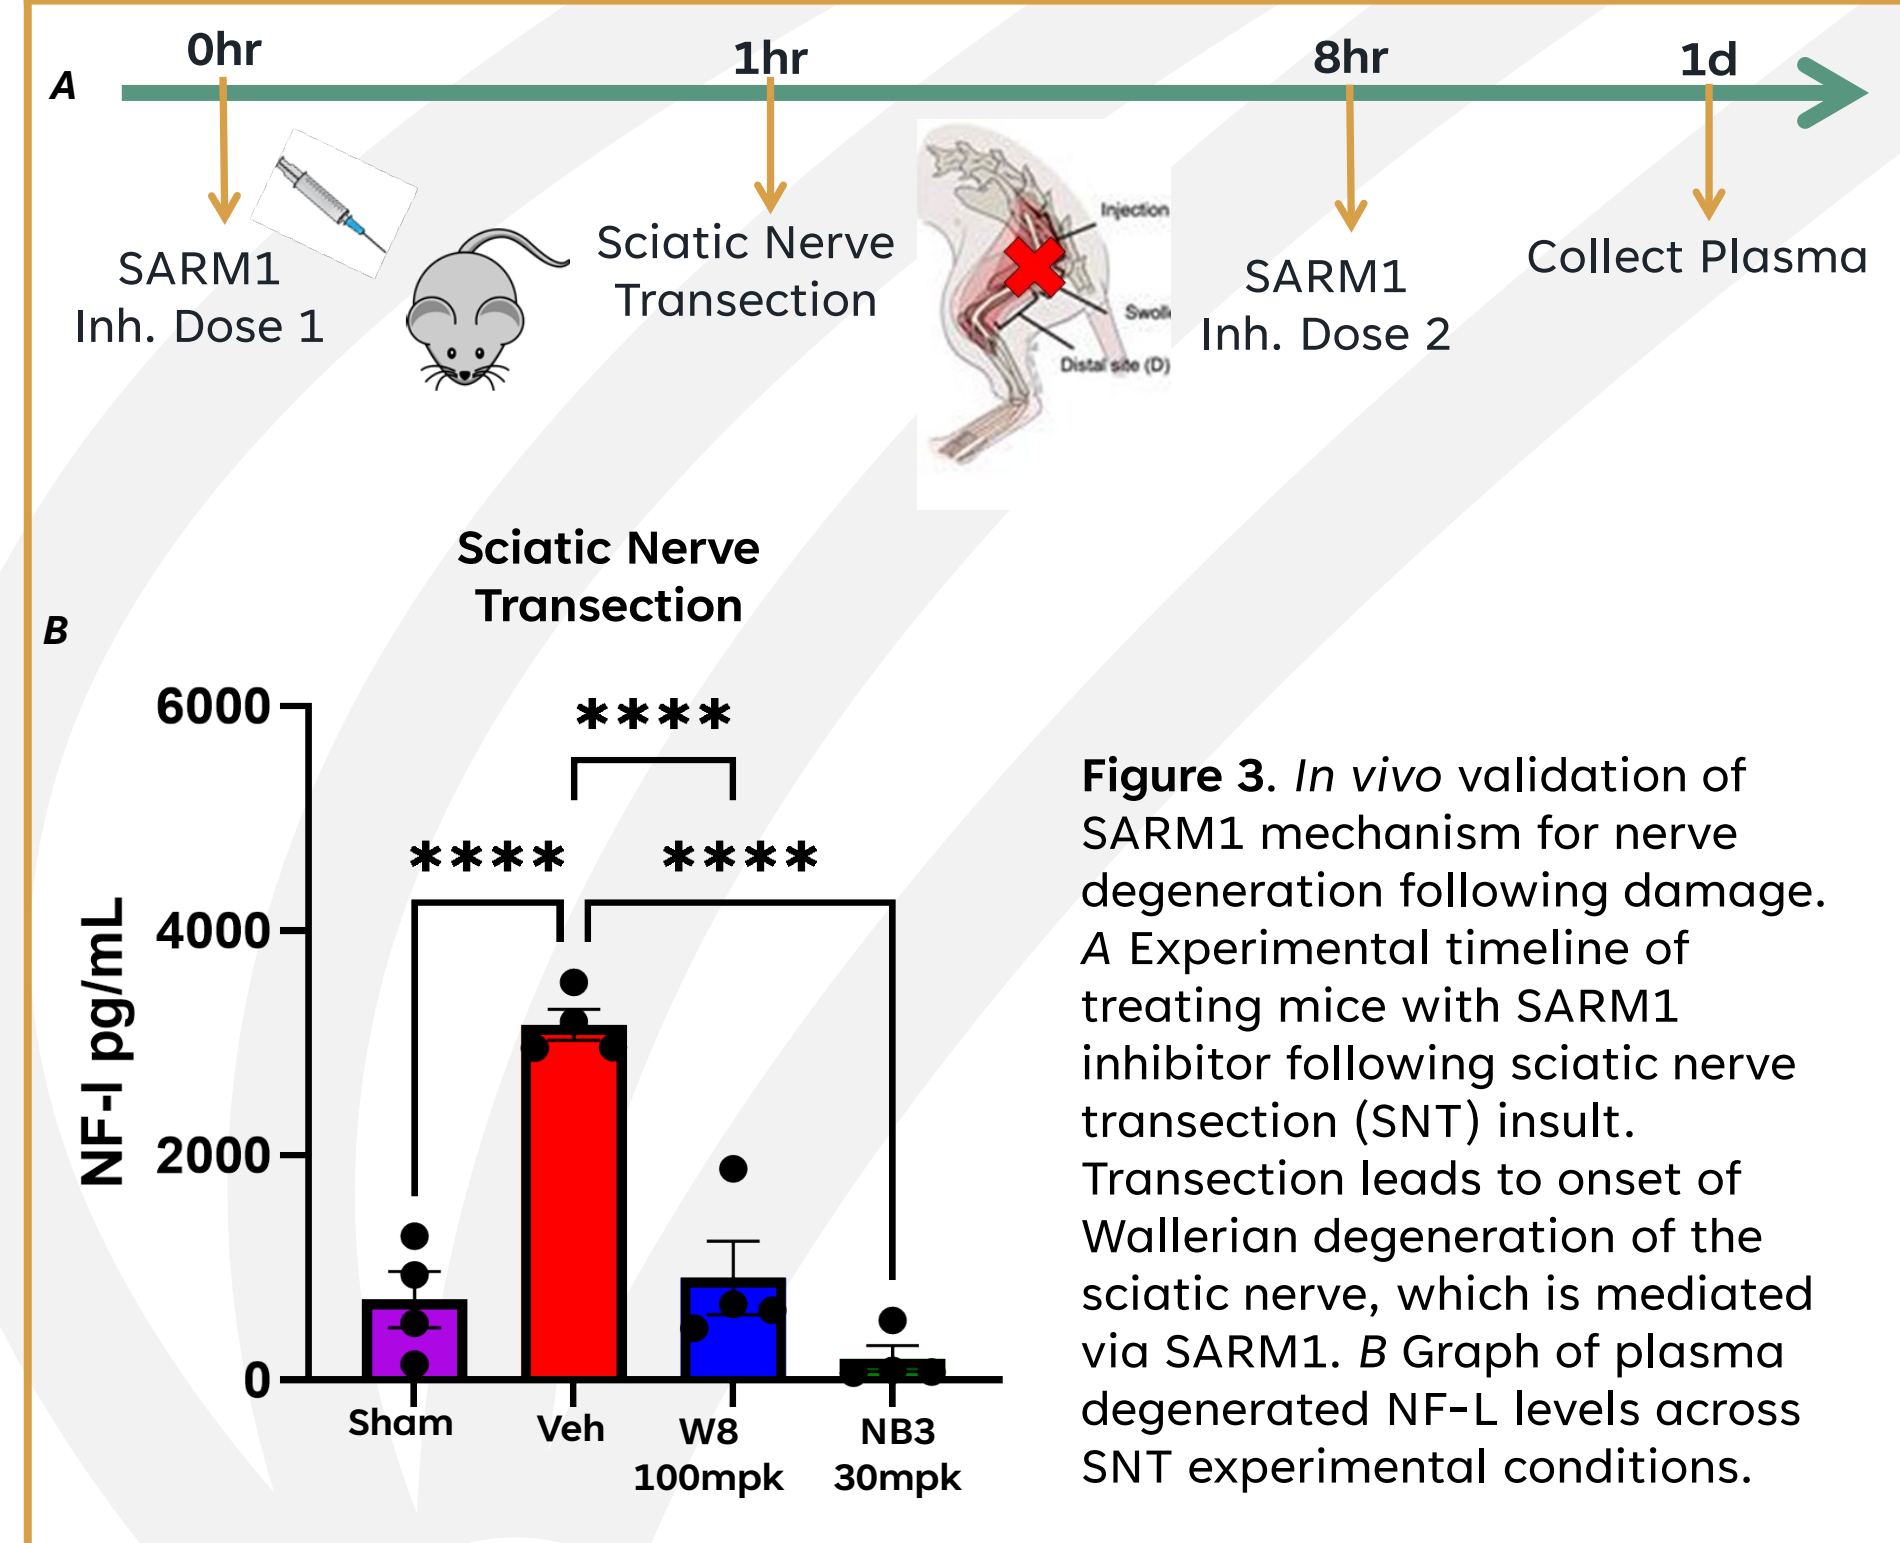 A
0hr
1hr
8hr
1d
SARM1
Inh. Dose 1
Sciatic Nerve
Transection
Injection
Distal site (D)
SARM1
Inh. Dose 2
Collect Plasma
B
Sciatic Nerve
Transection
NF-l pg/mL
6000
4000
2000
0
****
****
****
Sham
Veh
W8
100mpk
NB3
30mpk
Figure 3. In vivo validation of
SARM1 mechanism for nerve
degeneration following damage.
A Experimental timeline of
treating mice with SARM1
inhibitor following sciatic nerve
transection (SNT) insult.
Transection leads to onset of
Wallerian degeneration of the
sciatic nerve, which is mediated
via SARM1. B Graph of plasma
degenerated NF-L levels across
SNT experimental conditions.